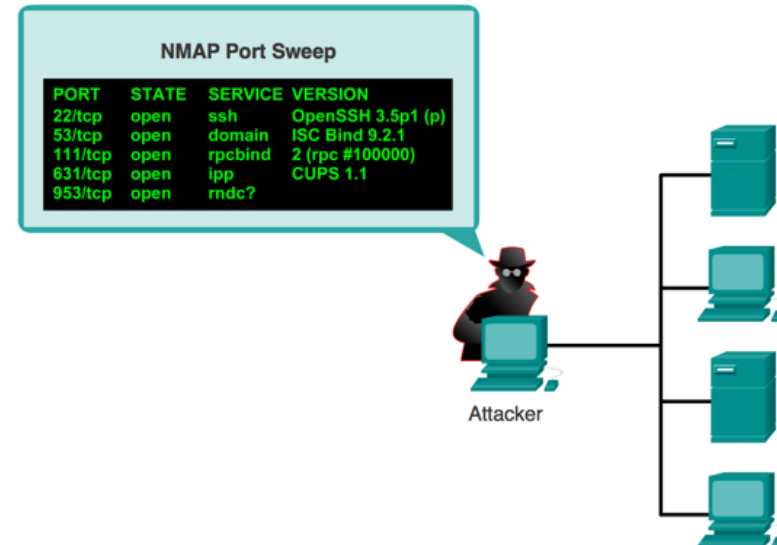 NMAP Port Sweep
PORT STATE SERVICE VERSION
22/tcp open ssh OpenSSH 3.5p1 (p)
53/tcp open domain ISC Bind 9.2.1
111/tcp open rpcbind 2 (rpc #100000)
631/tcp open ipp CUPS 1.1
953/tcp open rndc?
Attacker